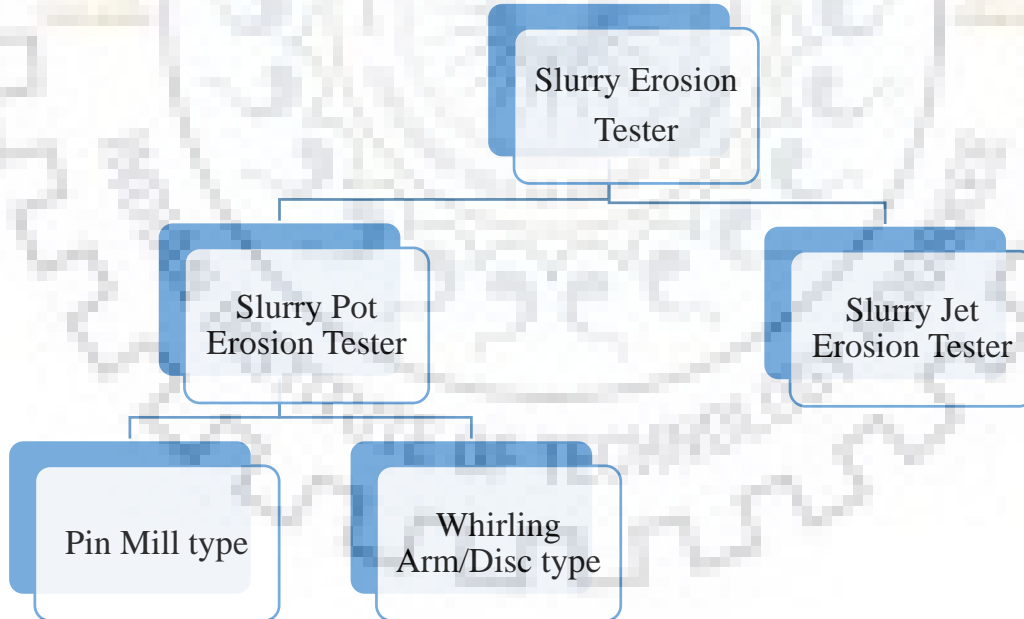 Slurry Erosion
Tester
Slurry Pot
Erosion Tester
Slurry Jet
Erosion Tester
Pin Mill type
Whirling
Arm/Disc type